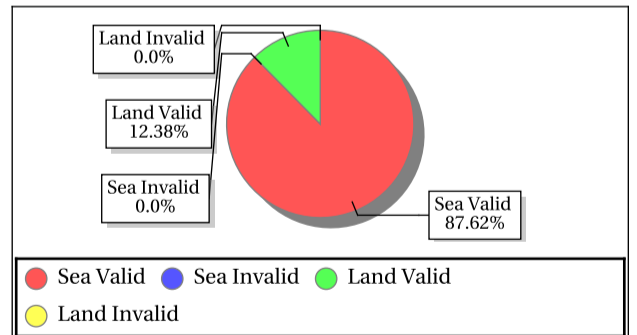 Land Invalid
0.0%
Land Valid
12.38%
Sea Invalid
0.0%
Sea Valid
87.62%
Sea Valid Sea Invalid Land Valid
Land Invalid